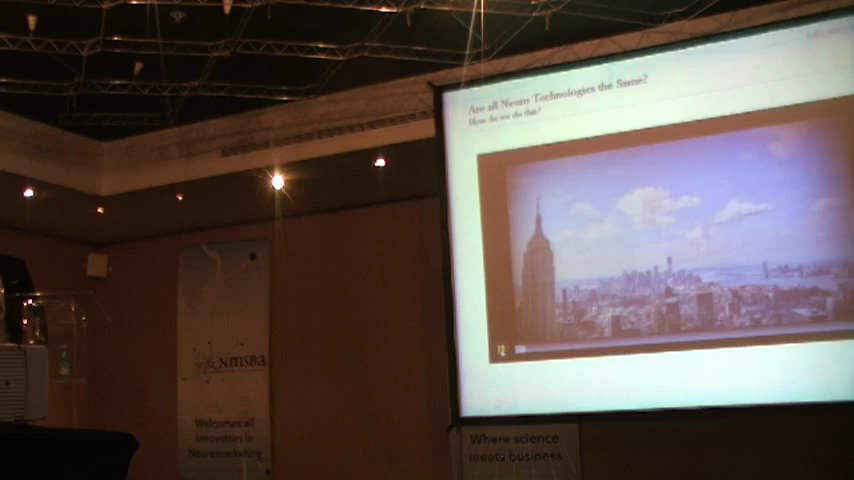 Are all Neuro Technologies the Same?
How do we do this?
NMSBA
Welcomes all
innovators in
Neuromarketing
Where science
meets business